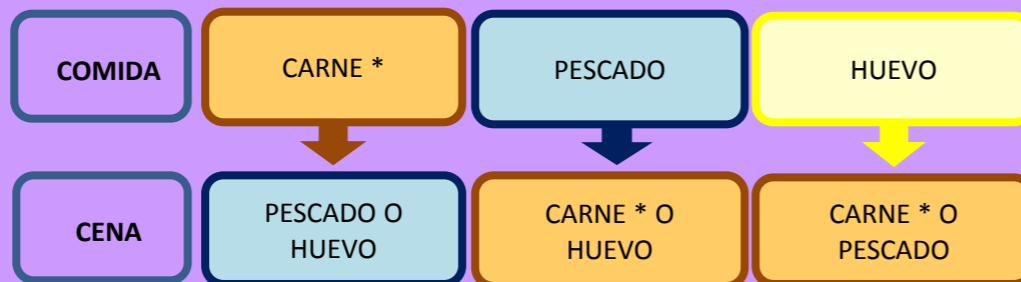 COMIDA
CARNE *
PESCADO
HUEVO
CENA
PESCADO O
HUEVO
CARNE * O
HUEVO
CARNE * O
PESCADO